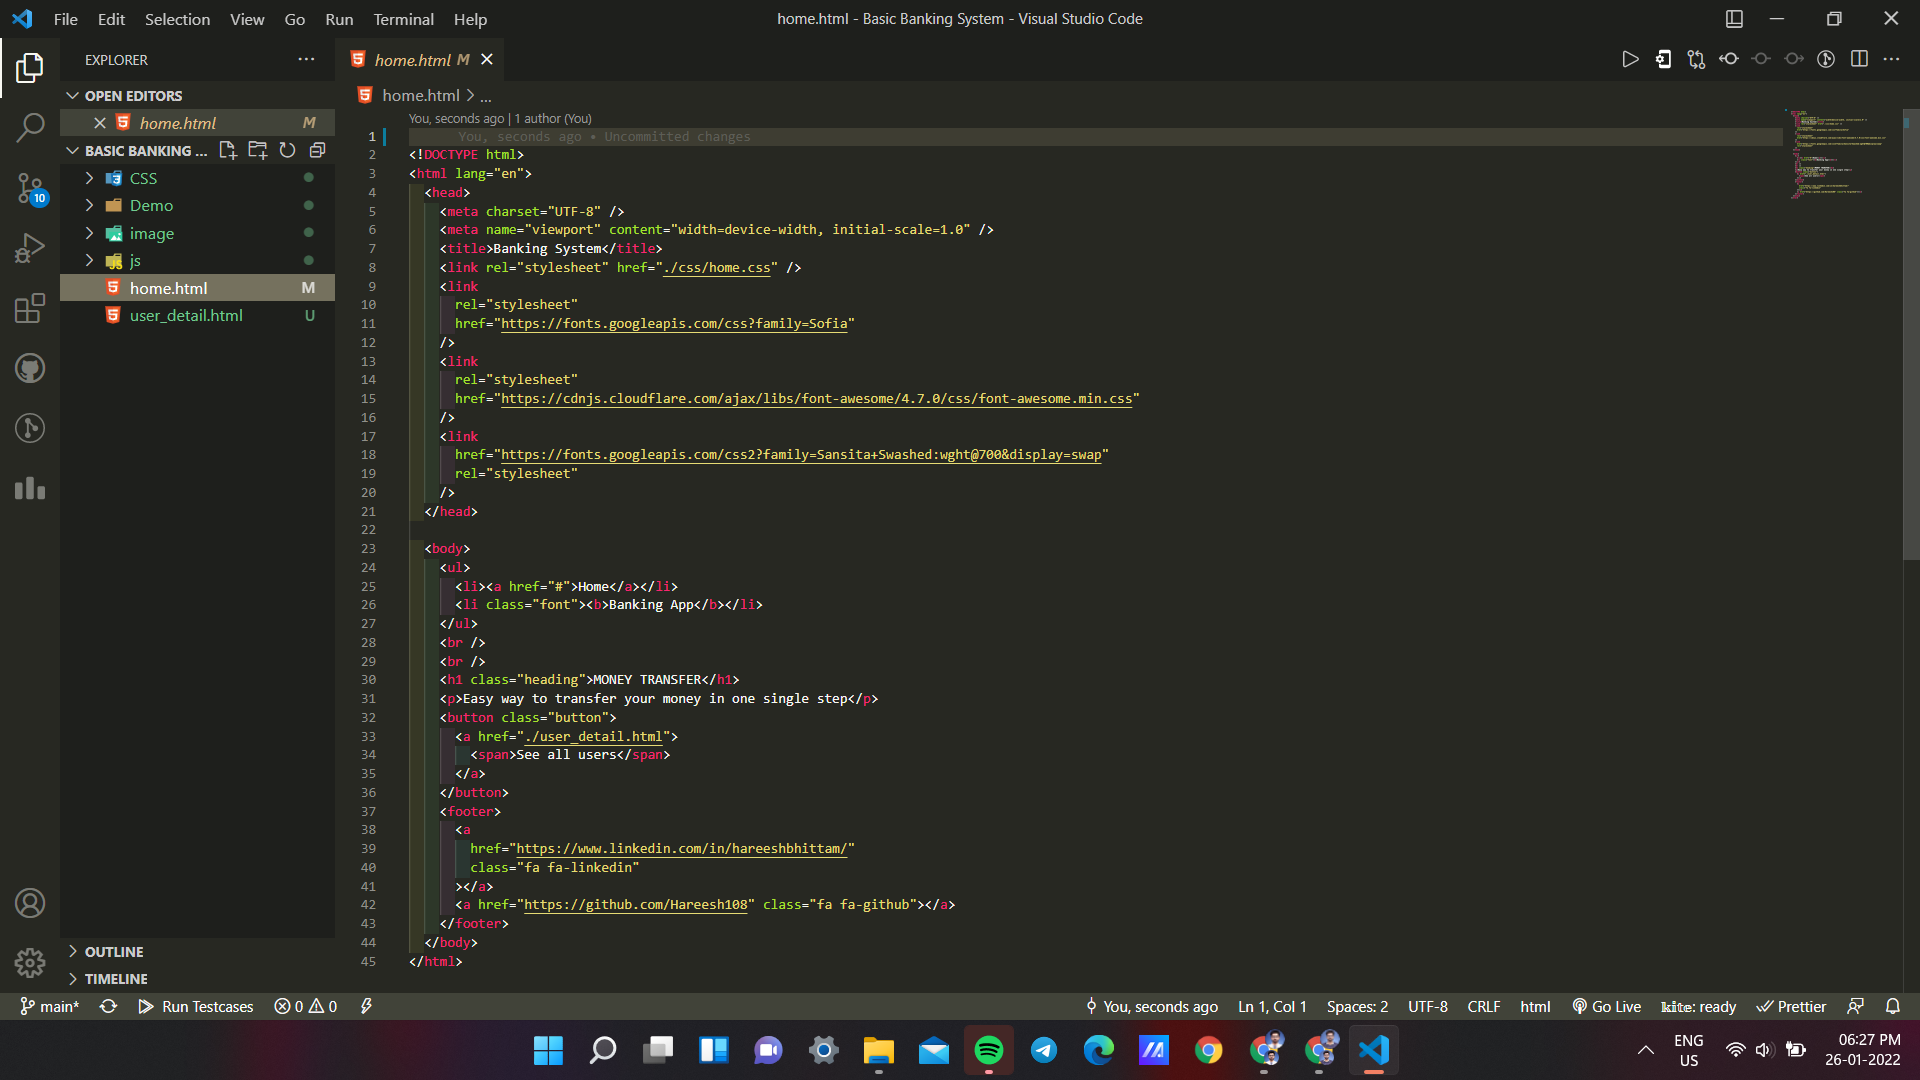 File Edit Selection View Go Run Terminal Help
home.html - Basic Banking System - Visual Studio Code
EXPLORER
home.html M
OPEN EDITORS
home.html M
BASIC BANKING ...
CSS
Demo
image
js
home.html M
user_detail.html U
OUTLINE
TIMELINE
10
home.html > ...
You, seconds ago | 1 author (You)
1 You, seconds ago • Uncommitted changes
2 <!DOCTYPE html>
3 <html lang="en">
4 <head>
5 <meta charset="UTF-8" />
6 <meta name="viewport" content="width=device-width, initial-scale=1.0" />
7 <title>Banking System</title>
8 <link rel="stylesheet" href="./css/home.css" />
9 <link
10 rel="stylesheet"
11 href="https://fonts.googleapis.com/css?family=Sofia"
12 />
13 <link
14 rel="stylesheet"
15 href="https://cdnjs.cloudflare.com/ajax/libs/font-awesome/4.7.0/css/font-awesome.min.css"
16 />
17 <link
18 href="https://fonts.googleapis.com/css2?family=Sansita+Swashed:wght@700&display=swap"
19 rel="stylesheet"
20 />
21 </head>
22
23 <body>
24 <ul>
25 <li><a href="#">Home</a></li>
26 <li class="font"><b>Banking App</b></li>
27 </ul>
28 <br />
29 <br />
30 <h1 class="heading">MONEY TRANSFER</h1>
31 <p>Easy way to transfer your money in one single step</p>
32 <button class="button">
33 <a href="./user_detail.html">
34 <span>See all users</span>
35 </a>
36 </button>
37 <footer>
38 <a
39 href="https://www.linkedin.com/in/hareeshbhittam/"
40 class="fa fa-linkedin"
41 ></a>
42 <a href="https://github.com/Hareesh108" class="fa fa-github"></a>
43 </footer>
44 </body>
45 </html>
main* Run Testcases 0 0 You, seconds ago Ln 1, Col 1 Spaces: 2 UTF-8 CRLF html Go Live kite: ready Prettier
ENG
US
06:27 PM
26-01-2022